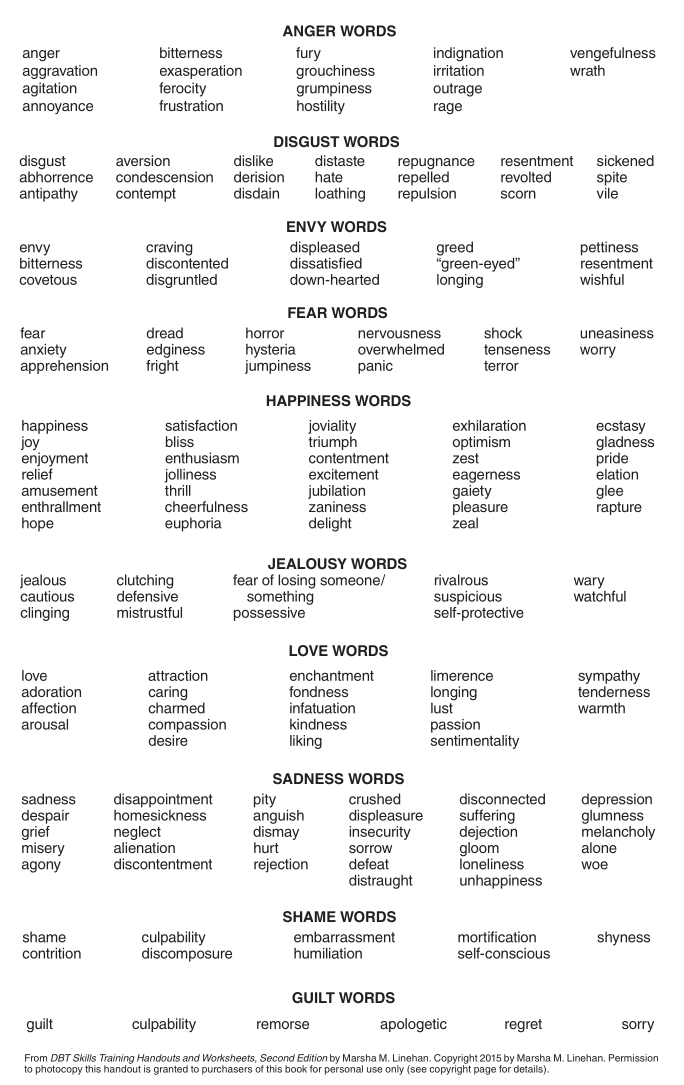 ANGER WORDS
anger bitterness fury indignation vengefulness
aggravation exasperation grouchiness irritation wrath
agitation ferocity grumpiness outrage
annoyance frustration hostility rage
DISGUST WORDS
disgust aversion dislike distaste repugnance resentment sickened
abhorrence condescension derision hate repelled revolted spite
antipathy contempt disdain loathing repulsion scorn vile
ENVY WORDS
envy craving displeased greed pettiness
bitterness discontented dissatisfied “green-eyed” resentment
covetous disgruntled down-hearted longing wishful
FEAR WORDS
fear dread horror nervousness shock uneasiness
anxiety edginess hysteria overwhelmed tenseness worry
apprehension fright jumpiness panic terror
HAPPINESS WORDS
happiness satisfaction joviality exhilaration ecstasy
joy bliss triumph optimism gladness
enjoyment enthusiasm contentment zest pride
relief jolliness excitement eagerness elation
amusement thrill jubilation gaiety glee
enthrallment cheerfulness zaniness pleasure rapture
hope euphoria delight zeal
JEALOUSY WORDS
jealous clutching fear of losing someone/ rivalrous wary
cautious defensive something suspicious watchful
clinging mistrustful possessive self-protective
LOVE WORDS
love attraction enchantment limerence sympathy
adoration caring fondness longing tenderness
affection charmed infatuation lust warmth
arousal compassion kindness passion
desire liking sentimentality
SADNESS WORDS
sadness disappointment pity crushed disconnected depression
despair homesickness anguish displeasure suffering glumness
grief neglect dismay insecurity dejection melancholy
misery alienation hurt sorrow gloom alone
agony discontentment rejection defeat loneliness woe
distraught unhappiness
SHAME WORDS
shame culpability embarrassment mortification shyness
contrition discomposure humiliation self-conscious
GUILT WORDS
guilt culpability remorse apologetic regret sorry
From DBT Skills Training Handouts and Worksheets, Second Edition by Marsha M. Linehan. Copyright 2015 by Marsha M. Linehan. Permission
to photocopy this handout is granted to purchasers of this book for personal use only (see copyright page for details).